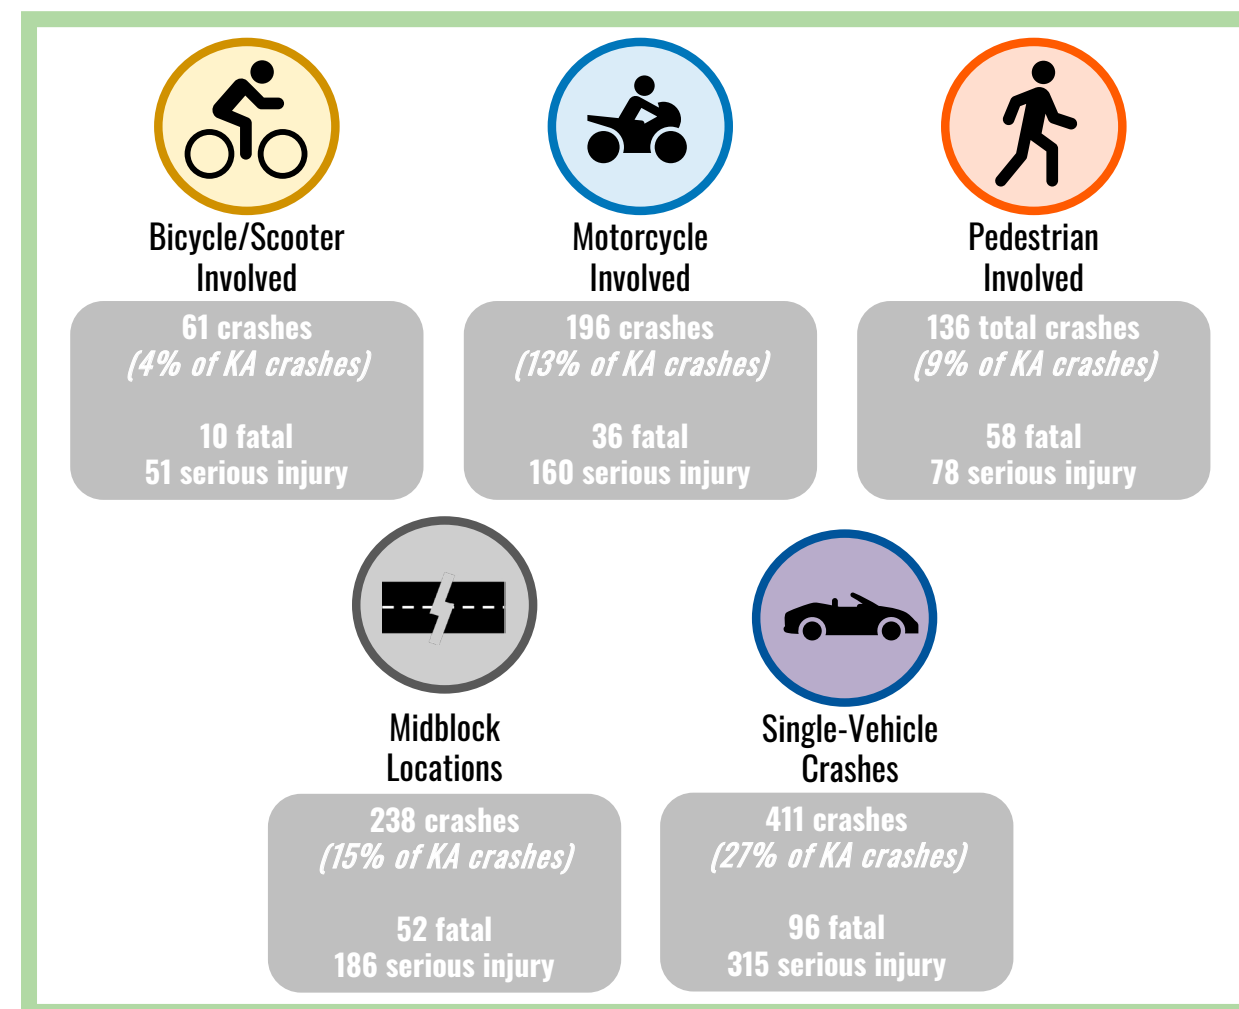 Bicycle/Scooter
Involved
61 crashes
(4% of KA crashes)
10 fatal
51 serious injury
Motorcycle
Involved
196 crashes
(13% of KA crashes)
36 fatal
160 serious injury
Pedestrian
Involved
136 total crashes
(9% of KA crashes)
58 fatal
78 serious injury
Midblock
Locations
238 crashes
(15% of KA crashes)
52 fatal
186 serious injury
Single-Vehicle
Crashes
411 crashes
(27% of KA crashes)
96 fatal
315 serious injury